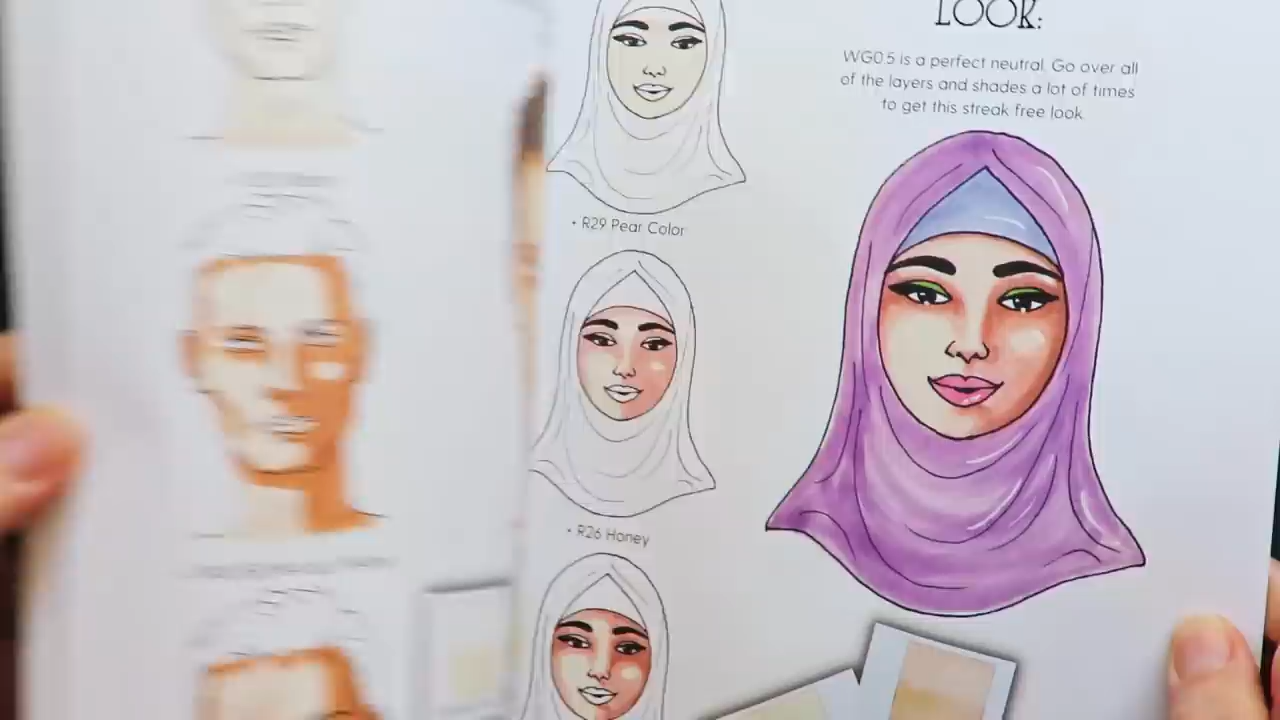 LOOK:
WG0.5 is a perfect neutral. Go over all
of the layers and shades a lot of times
to get this streak free look.
• R29 Pear Color
• R26 Honey